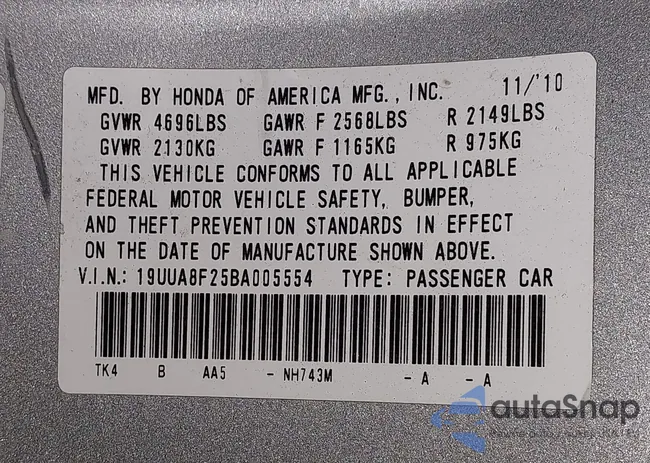 MFD. BY HONDA OF AMERICA MFG., INC. 11/'10
GVWR 4696LBS GAWR F 2568LBS R 2149LBS
GVWR 2130KG GAWR F 1165KG R 975KG
THIS VEHICLE CONFORMS TO ALL APPLICABLE
FEDERAL MOTOR VEHICLE SAFETY, BUMPER,
AND THEFT PREVENTION STANDARDS IN EFFECT
ON THE DATE OF MANUFACTURE SHOWN ABOVE.
V.I.N.: 19UUA8F25BA005554 TYPE: PASSENGER CAR
TK4 B AA5 - NH743M - A - A
autaSnap